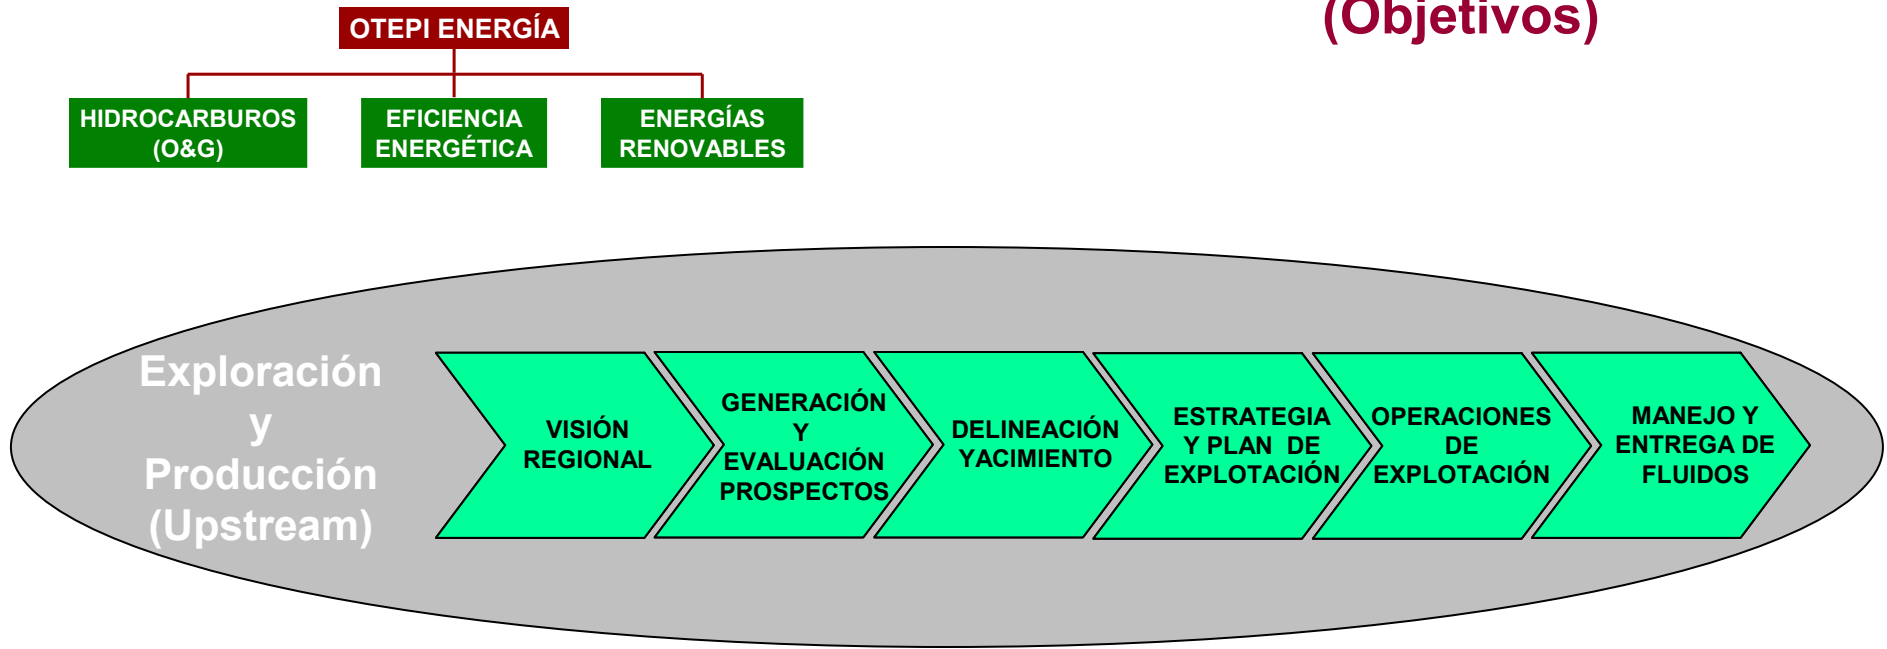 (Objetivos)
OTEPI ENERGÍA
HIDROCARBUROS
(O&G)
EFICIENCIA
ENERGÉTICA
ENERGÍAS
RENOVABLES
Exploración
y
Producción
(Upstream)
VISIÓN
REGIONAL
GENERACIÓN
Y
EVALUACIÓN
PROSPECTOS
DELINEACIÓN
YACIMIENTO
ESTRATEGIA
Y PLAN DE
EXPLOTACIÓN
OPERACIONES
DE
EXPLOTACIÓN
MANEJO Y
ENTREGA DE
FLUIDOS